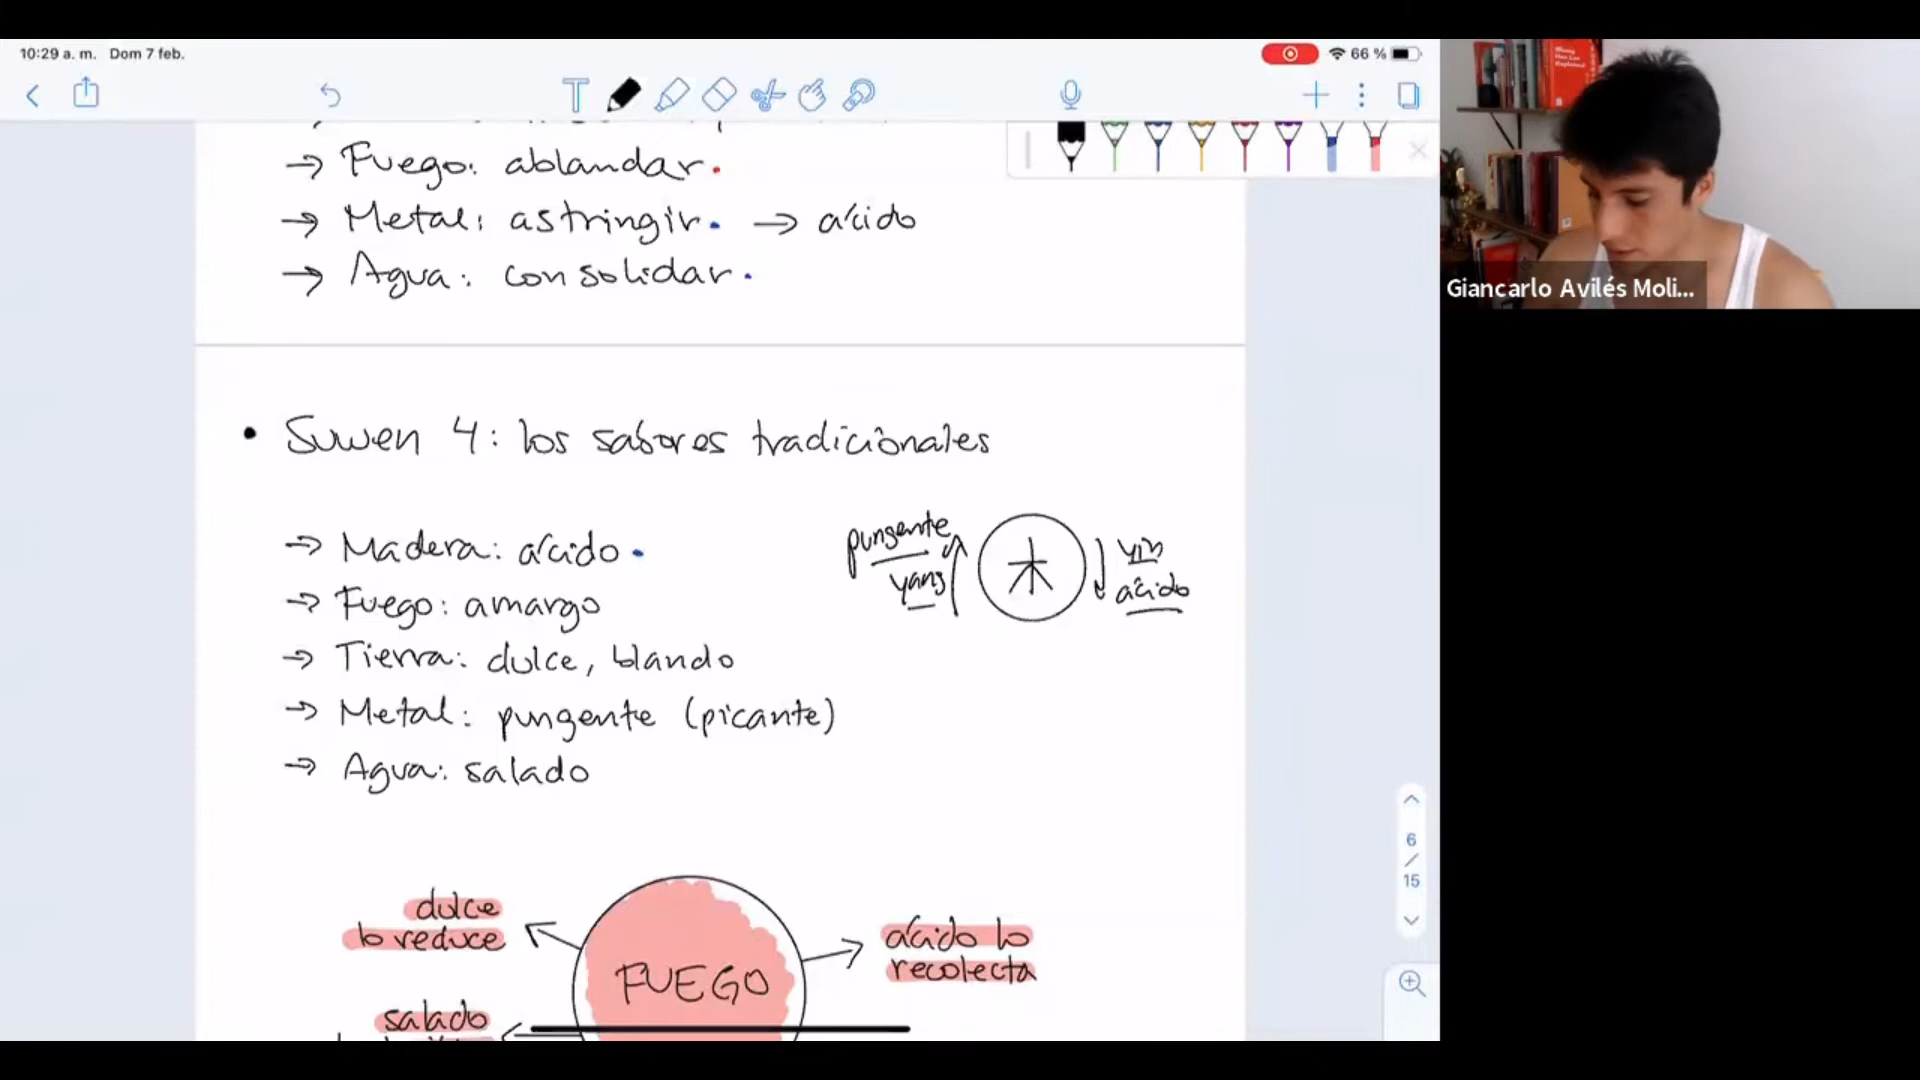 10:29 a. m. Dom 7 feb.
66 %
→ Fuego: ablandar.
→ Metal: astringir. → ácido
→ Agua: consolidar.
• Suwen 4: los sabores tradicionales
→ Madera: ácido.
→ Fuego: amargo
→ Tierra: dulce, blando
→ Metal: pungente (picante)
→ Agua: salado
pungente
yang
木
yin
ácido
dulce
lo reduce
FUEGO
ácido lo
recolecta
salado
6
/
15
Giancarlo Avilés Moli...